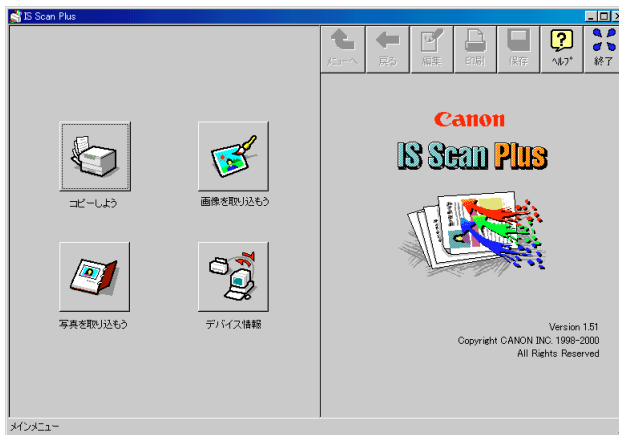 IS Scan Plus
メニューへ 戻る 編集 印刷 保存 ヘルプ 終了
Canon
IS Scan Plus
コピーしよう
画像を取り込もう
写真を取り込もう
デバイス情報
Version 1.51
Copyright CANON INC. 1998-2000
All Rights Reserved
メインメニュー